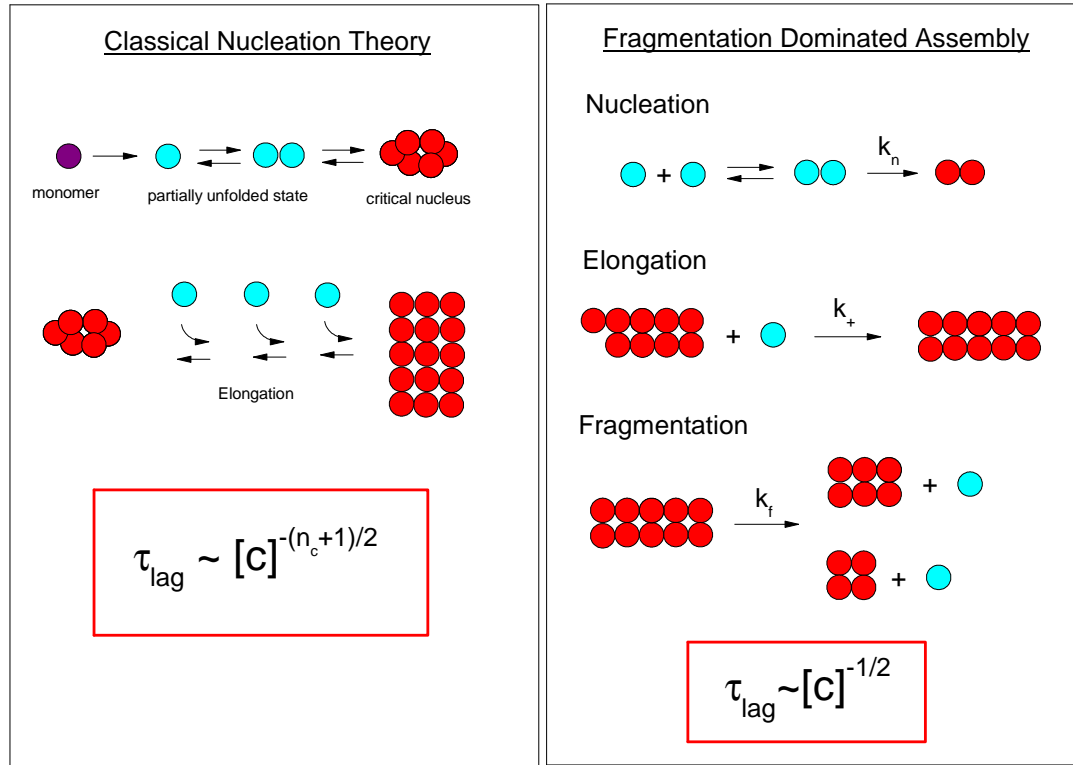 Classical Nucleation Theory
monomer
partially unfolded state
critical nucleus
Elongation
τlag ~ [c]-(nc+1)/2
Fragmentation Dominated Assembly
Nucleation
+
kn
Elongation
+
k+
Fragmentation
kf
+
+
τlag~[c]-1/2